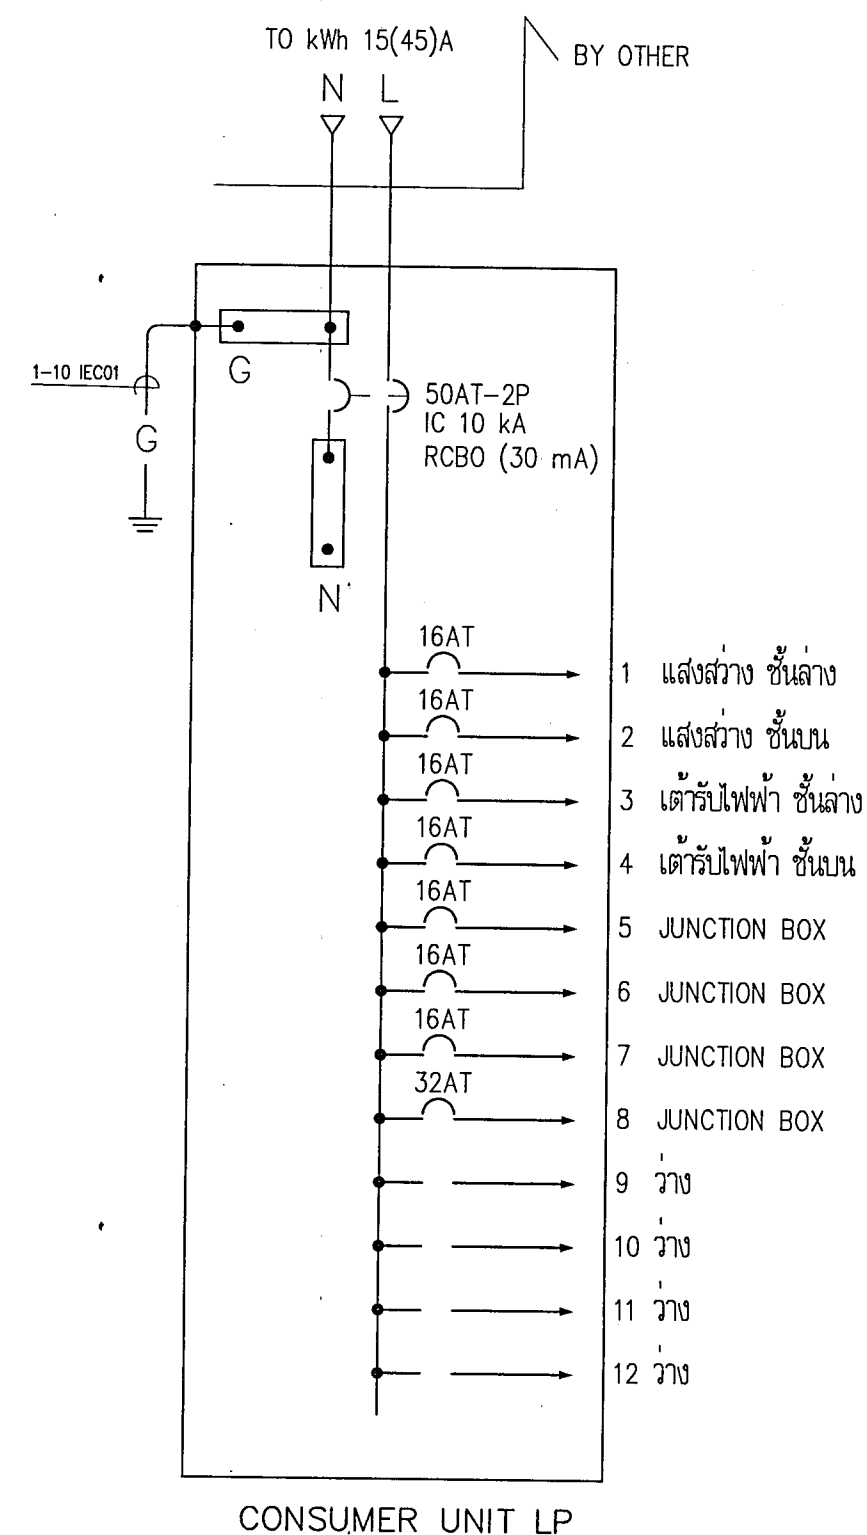 TO kWh 15(45)A
BY OTHER
N L
1-10 IEC01
G
G
50AT-2P
IC 10 kA
RCBO (30 mA)
N
16AT
1 แสงสว่าง ชั้นล่าง
16AT
2 แสงสว่าง ชั้นบน
16AT
3 เต้ารับไฟฟ้า ชั้นล่าง
16AT
4 เต้ารับไฟฟ้า ชั้นบน
16AT
5 JUNCTION BOX
16AT
6 JUNCTION BOX
16AT
7 JUNCTION BOX
32AT
8 JUNCTION BOX
9 ว่าง
10 ว่าง
11 ว่าง
12 ว่าง
CONSUMER UNIT LP